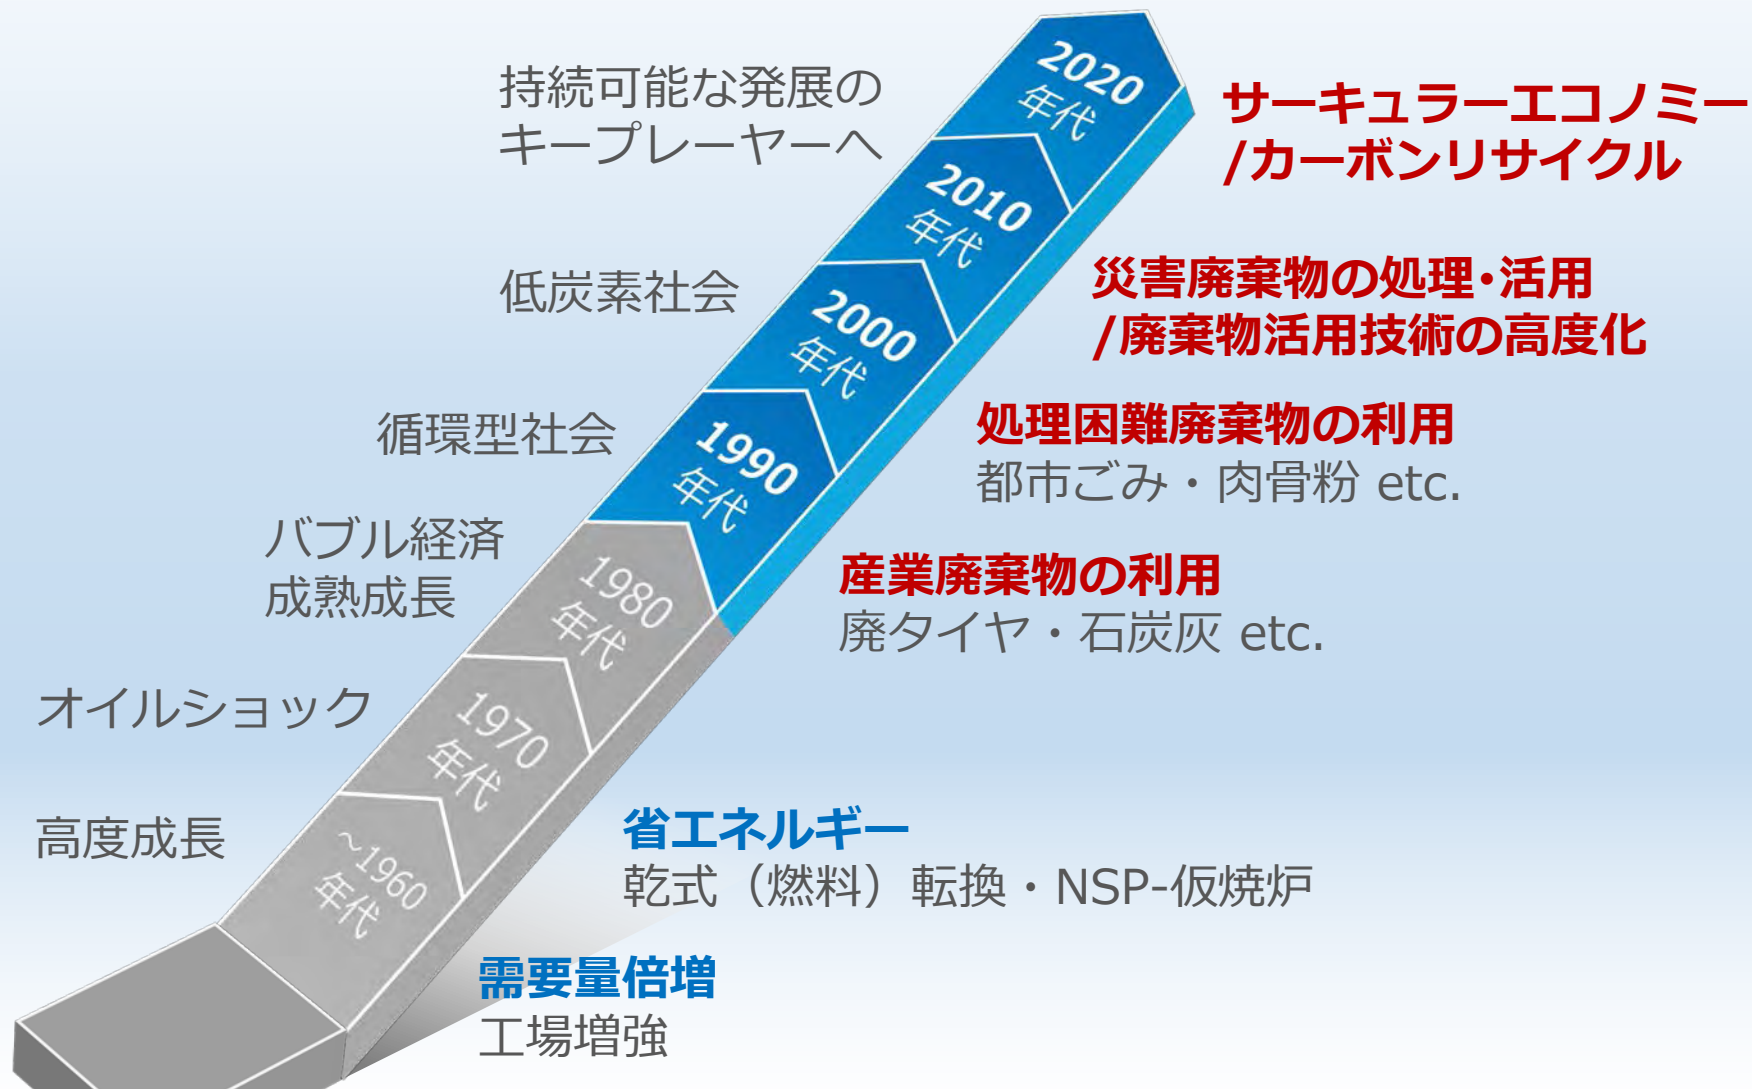 持続可能な発展の
キープレーヤーへ
2020
年代
サーキュラーエコノミー
/カーボンリサイクル
2010
年代
低炭素社会
災害廃棄物の処理・活用
/廃棄物活用技術の高度化
2000
年代
循環型社会
処理困難廃棄物の利用
都市ごみ・肉骨粉 etc.
1990
年代
バブル経済
成熟成長
産業廃棄物の利用
廃タイヤ・石炭灰 etc.
1980
年代
オイルショック
1970
年代
省エネルギー
乾式（燃料）転換・NSP-仮焼炉
高度成長
～1960
年代
需要量倍増
工場増強